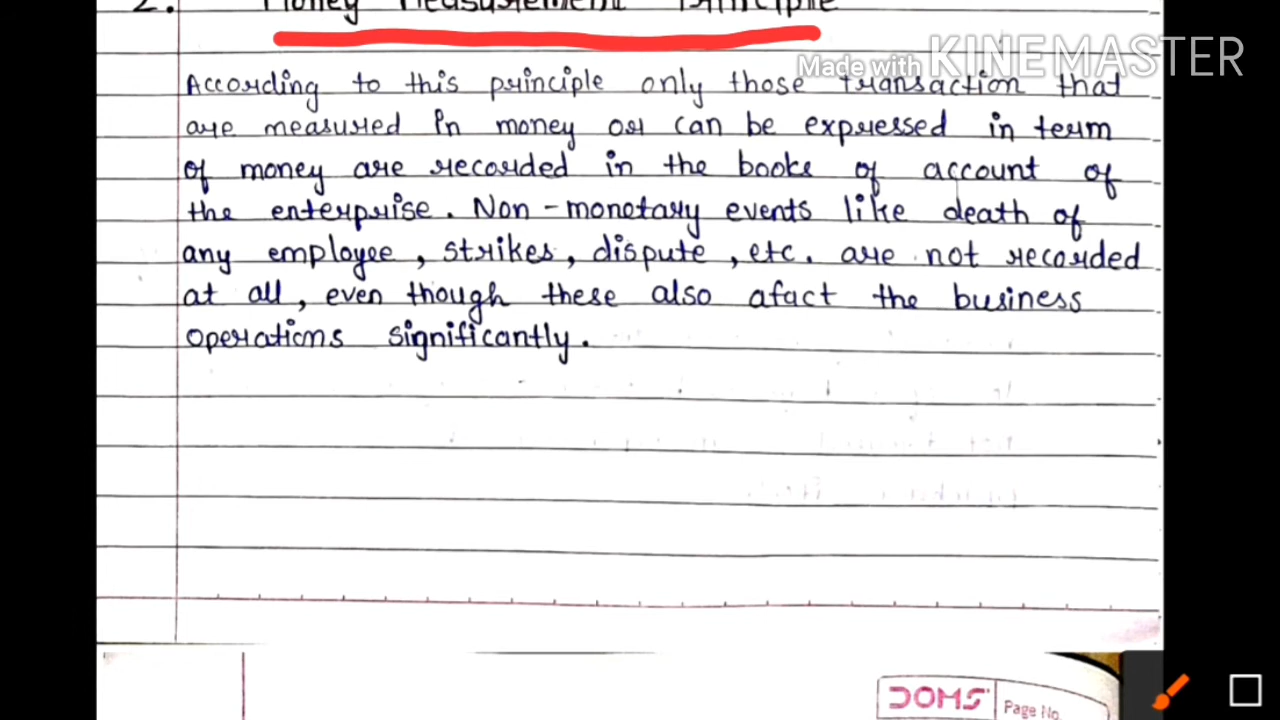 2. Money Measurement Principle
Made with KINEMASTER
According to this principle only those transaction that
are measured in money or can be expressed in term
of money are recorded in the books of account of
the enterprise. Non-monetary events like death of
any employee, strikes, dispute, etc. are not recorded
at all, even though these also afact the business
operations significantly.
DOMS Page No.